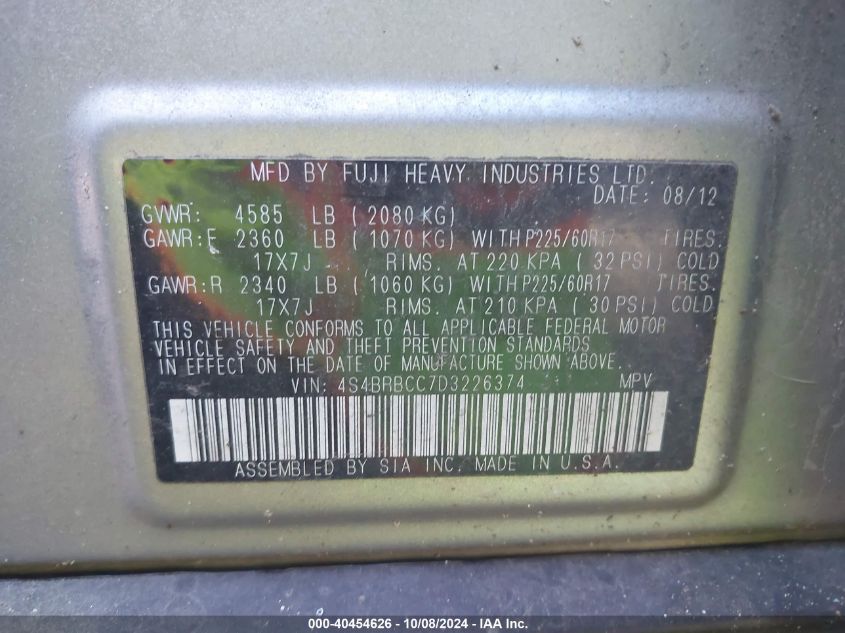 MFD BY FUJI HEAVY INDUSTRIES LTD.
DATE: 08/12
GVWR: 4585 LB (2080 KG)
GAWR:F 2360 LB (1070 KG) WITH P225/60R17 TIRES.
17X7J RIMS. AT 220 KPA (32 PSI) COLD
GAWR:R 2340 LB (1060 KG) WITH P225/60R17 TIRES.
17X7J RIMS. AT 210 KPA (30 PSI) COLD
THIS VEHICLE CONFORMS TO ALL APPLICABLE FEDERAL MOTOR
VEHICLE SAFETY AND THEFT PREVENTION STANDARDS
IN EFFECT ON THE DATE OF MANUFACTURE SHOWN ABOVE.
VIN: 4S4BRBCC7D3226374 MPV
ASSEMBLED BY SIA INC. MADE IN U.S.A.
000-40454626 - 10/08/2024 - IAA Inc.